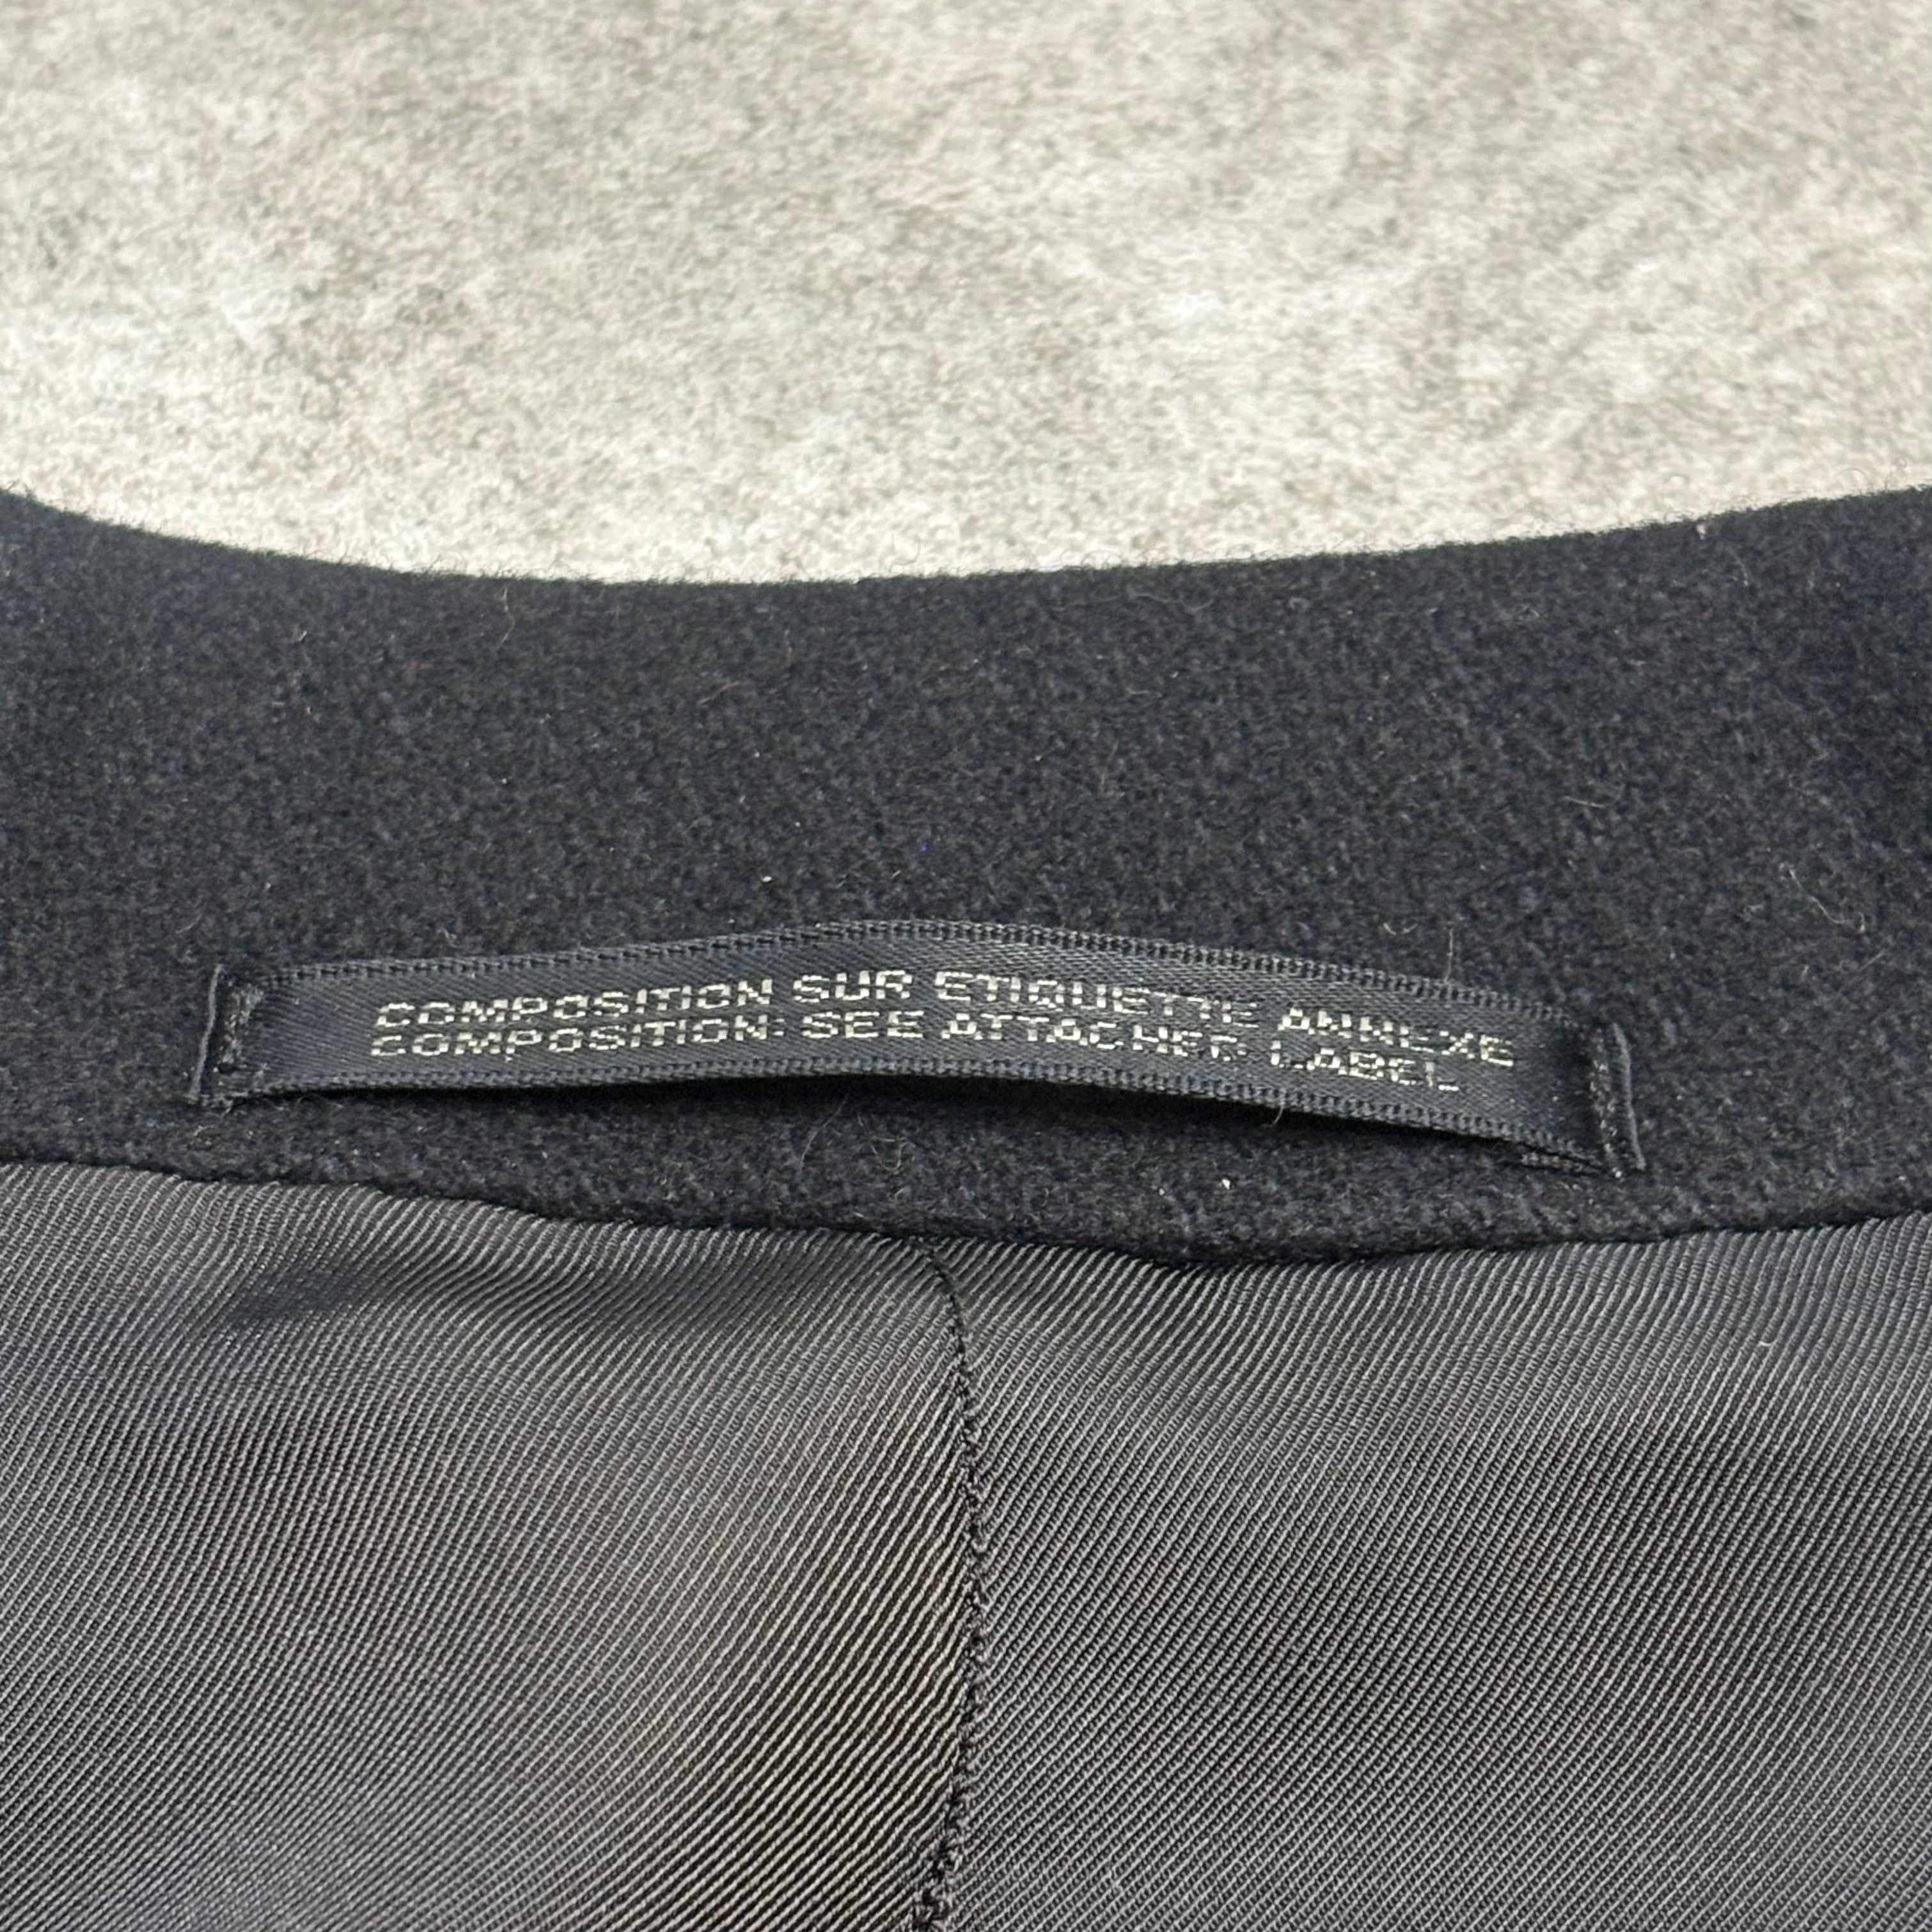 COMPOSITION SUR ETIQUETTE ANNEXE
COMPOSITION: SEE ATTACHED LABEL